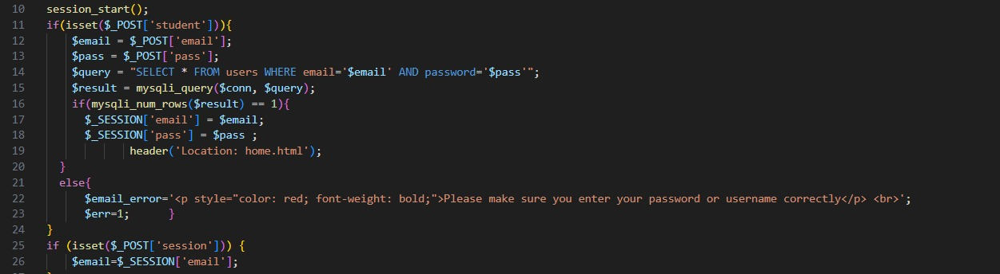 10 session_start();
11 if(isset($_POST['student'])){
12 $email = $_POST['email'];
13 $pass = $_POST['pass'];
14 $query = "SELECT * FROM users WHERE email='$email' AND password='$pass'";
15 $result = mysqli_query($conn, $query);
16 if(mysqli_num_rows($result) == 1){
17 $_SESSION['email'] = $email;
18 $_SESSION['pass'] = $pass ;
19 header('Location: home.html');
20 }
21 else{
22 $email_error='<p style="color: red; font-weight: bold;">Please make sure you enter your password or username correctly</p> <br>';
23 $err=1; }
24 }
25 if (isset($_POST['session'])) {
26 $email=$_SESSION['email'];